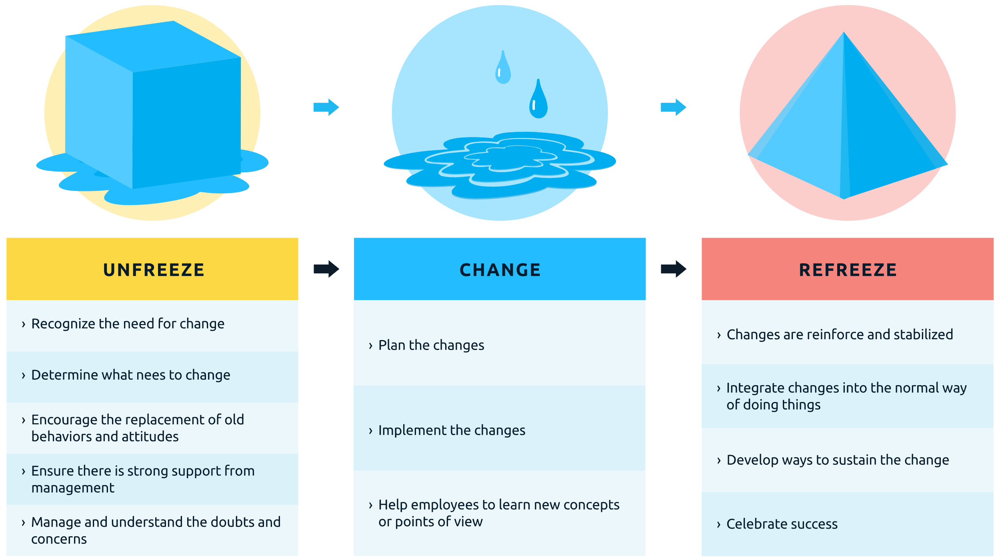 UNFREEZE
› Recognize the need for change
› Determine what nees to change
› Encourage the replacement of old
behaviors and attitudes
› Ensure there is strong support from
management
› Manage and understand the doubts and
concerns
CHANGE
› Plan the changes
› Implement the changes
› Help employees to learn new concepts
or points of view
REFREEZE
› Changes are reinforce and stabilized
› Integrate changes into the normal way
of doing things
› Develop ways to sustain the change
› Celebrate success